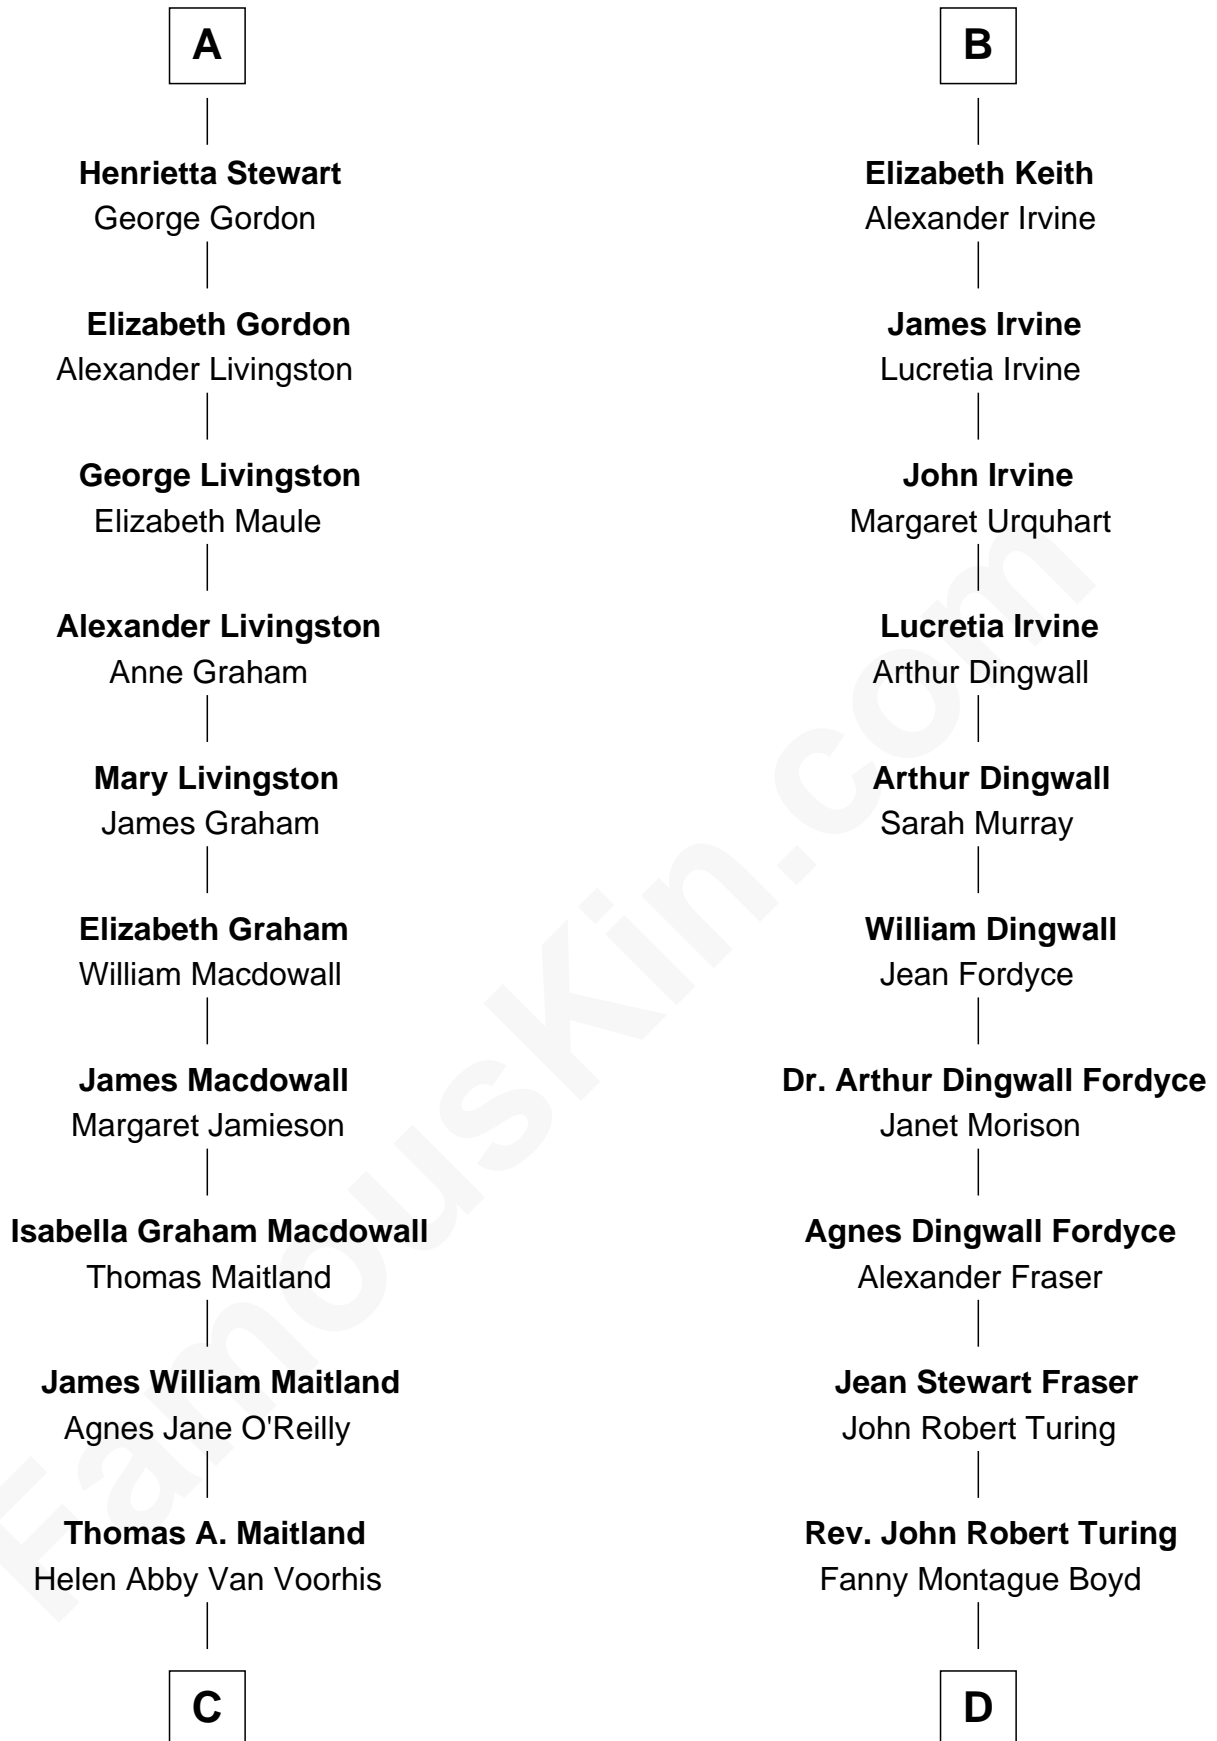 A
Henrietta Stewart
George Gordon
Elizabeth Gordon
Alexander Livingston
George Livingston
Elizabeth Maule
Alexander Livingston
Anne Graham
Mary Livingston
James Graham
Elizabeth Graham
William Macdowall
James Macdowall
Margaret Jamieson
Isabella Graham Macdowall
Thomas Maitland
James William Maitland
Agnes Jane O'Reilly
Thomas A. Maitland
Helen Abby Van Voorhis
C
B
Elizabeth Keith
Alexander Irvine
James Irvine
Lucretia Irvine
John Irvine
Margaret Urquhart
Lucretia Irvine
Arthur Dingwall
Arthur Dingwall
Sarah Murray
William Dingwall
Jean Fordyce
Dr. Arthur Dingwall Fordyce
Janet Morison
Agnes Dingwall Fordyce
Alexander Fraser
Jean Stewart Fraser
John Robert Turing
Rev. John Robert Turing
Fanny Montague Boyd
D
FamousKin.com